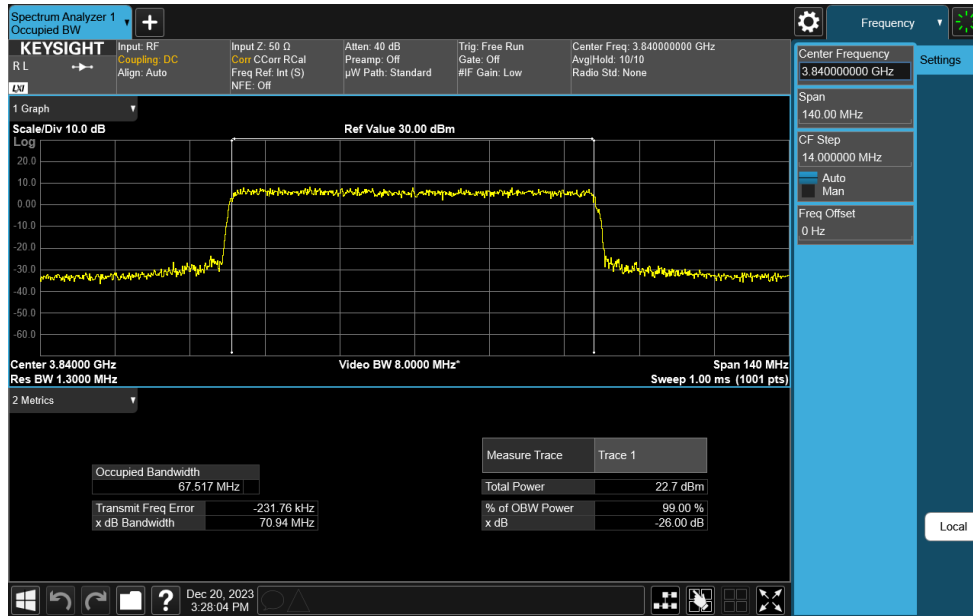 Spectrum Analyzer 1
Occupied BW
Frequency
KEYSIGHT
R L
LXI
Input: RF
Coupling: DC
Align: Auto
Input Z: 50 Ω
Corr CCorr RCal
Freq Ref: Int (S)
NFE: Off
Atten: 40 dB
Preamp: Off
µW Path: Standard
Trig: Free Run
Gate: Off
#IF Gain: Low
Center Freq: 3.840000000 GHz
Avg|Hold: 10/10
Radio Std: None
Center Frequency
3.840000000 GHz
Settings
Span
140.00 MHz
CF Step
14.000000 MHz
Auto
Man
Freq Offset
0 Hz
Local
1 Graph
Scale/Div 10.0 dB
Ref Value 30.00 dBm
Log
20.0
10.0
0.00
-10.0
-20.0
-30.0
-40.0
-50.0
-60.0
Center 3.84000 GHz
Video BW 8.0000 MHz*
Span 140 MHz
Res BW 1.3000 MHz
Sweep 1.00 ms (1001 pts)
2 Metrics
Occupied Bandwidth
67.517 MHz
Transmit Freq Error -231.76 kHz
x dB Bandwidth 70.94 MHz
Measure Trace Trace 1
Total Power 22.7 dBm
% of OBW Power 99.00 %
x dB -26.00 dB
?
Dec 20, 2023
3:28:04 PM